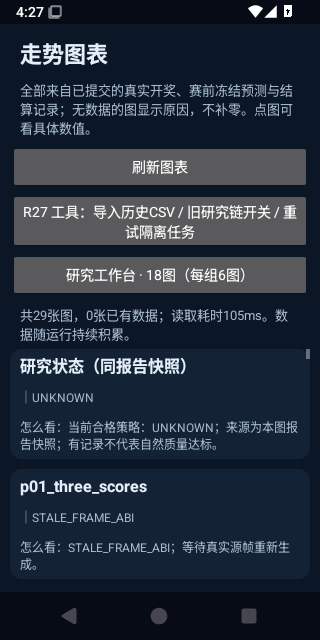 4:27
走势图表
全部来自已提交的真实开奖、赛前冻结预测与结
算记录；无数据的图显示原因，不补零。点图可
看具体数值。
刷新图表
R27 工具：导入历史CSV / 旧研究链开关 / 重
试隔离任务
研究工作台 · 18图（每组6图）
共29张图，0张已有数据；读取耗时105ms。数
据随运行持续积累。
研究状态（同报告快照）
│UNKNOWN
怎么看：当前合格策略：UNKNOWN；来源为本图报
告快照；有记录不代表自然质量达标。
p01_three_scores
│STALE_FRAME_ABI
怎么看：STALE_FRAME_ABI；等待真实源帧重新生
成。